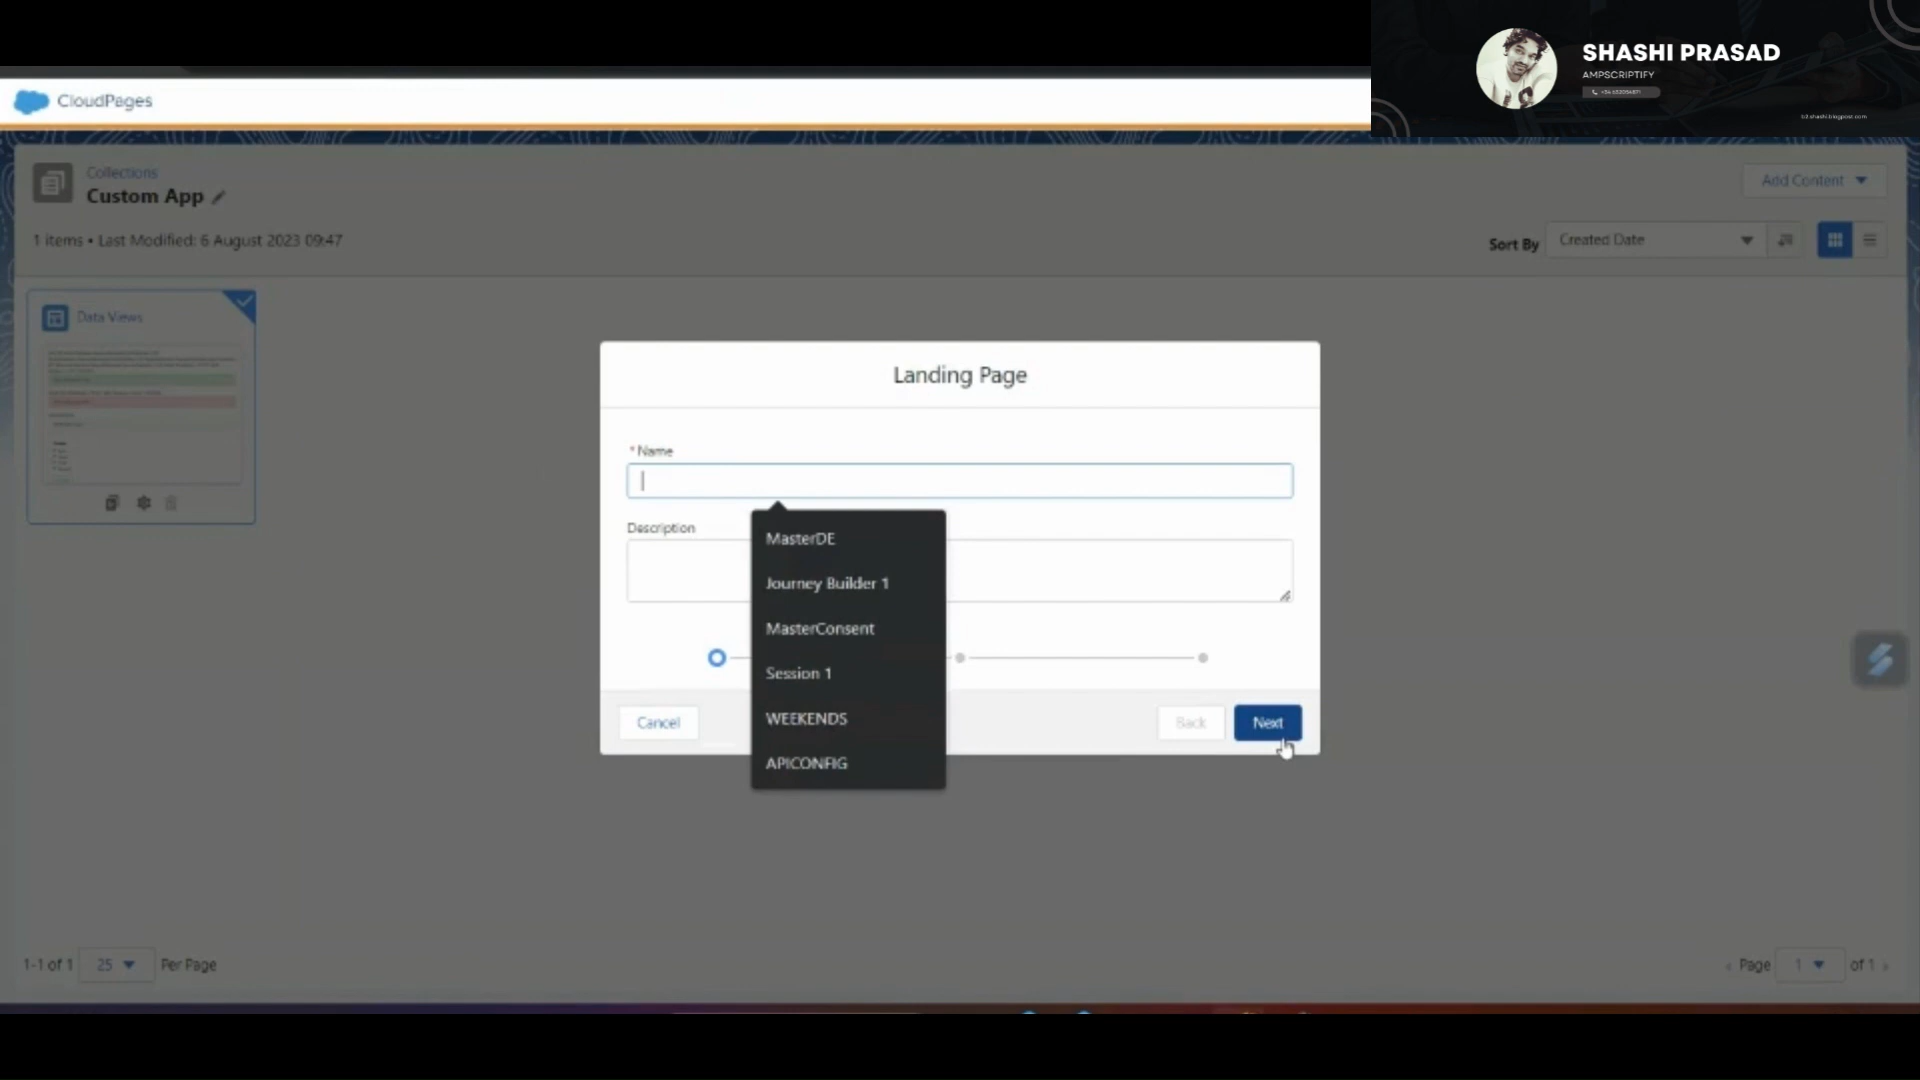 SHASHI PRASAD
AMPSCRIPTIFY
CloudPages
Collections
Custom App
Add Content
1 items • Last Modified: 6 August 2023 09:47
Sort By
Created Date
Data Views
Landing Page
* Name
Description
MasterDE
Journey Builder 1
MasterConsent
Session 1
WEEKENDS
APICONFIG
Cancel
Back
Next
1-1 of 1
25
Per Page
Page
1
of 1